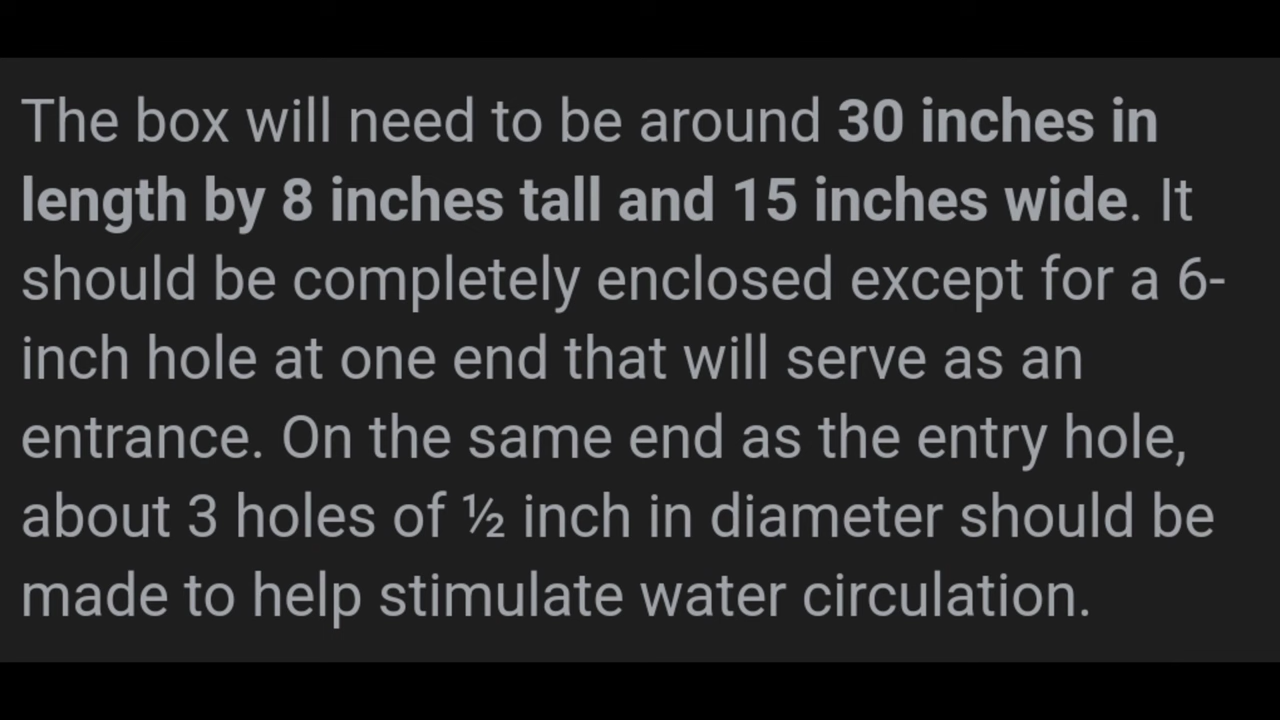 The box will need to be around 30 inches in
length by 8 inches tall and 15 inches wide. It
should be completely enclosed except for a 6-
inch hole at one end that will serve as an
entrance. On the same end as the entry hole,
about 3 holes of ½ inch in diameter should be
made to help stimulate water circulation.